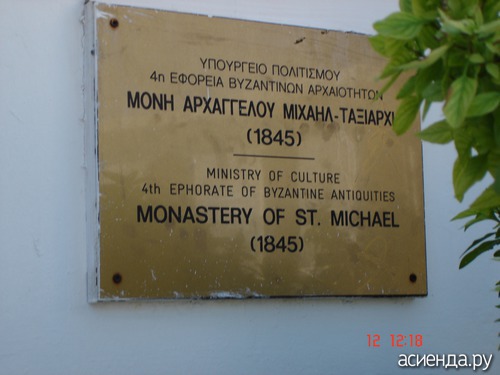 ΥΠΟΥΡΓΕΙΟ ΠΟΛΙΤΙΣΜΟΥ
4η ΕΦΟΡΕΙΑ ΒΥΖΑΝΤΙΝΩΝ ΑΡΧΑΙΟΤΗΤΩΝ
ΜΟΝΗ ΑΡΧΑΓΓΕΛΟΥ ΜΙΧΑΗΛ-ΤΑΞΙΑΡΧΙ
(1845)
MINISTRY OF CULTURE
4th EPHORATE OF BYZANTINE ANTIQUITIES
MONASTERY OF ST. MICHAEL
(1845)
12 12:18
асиенда.ру